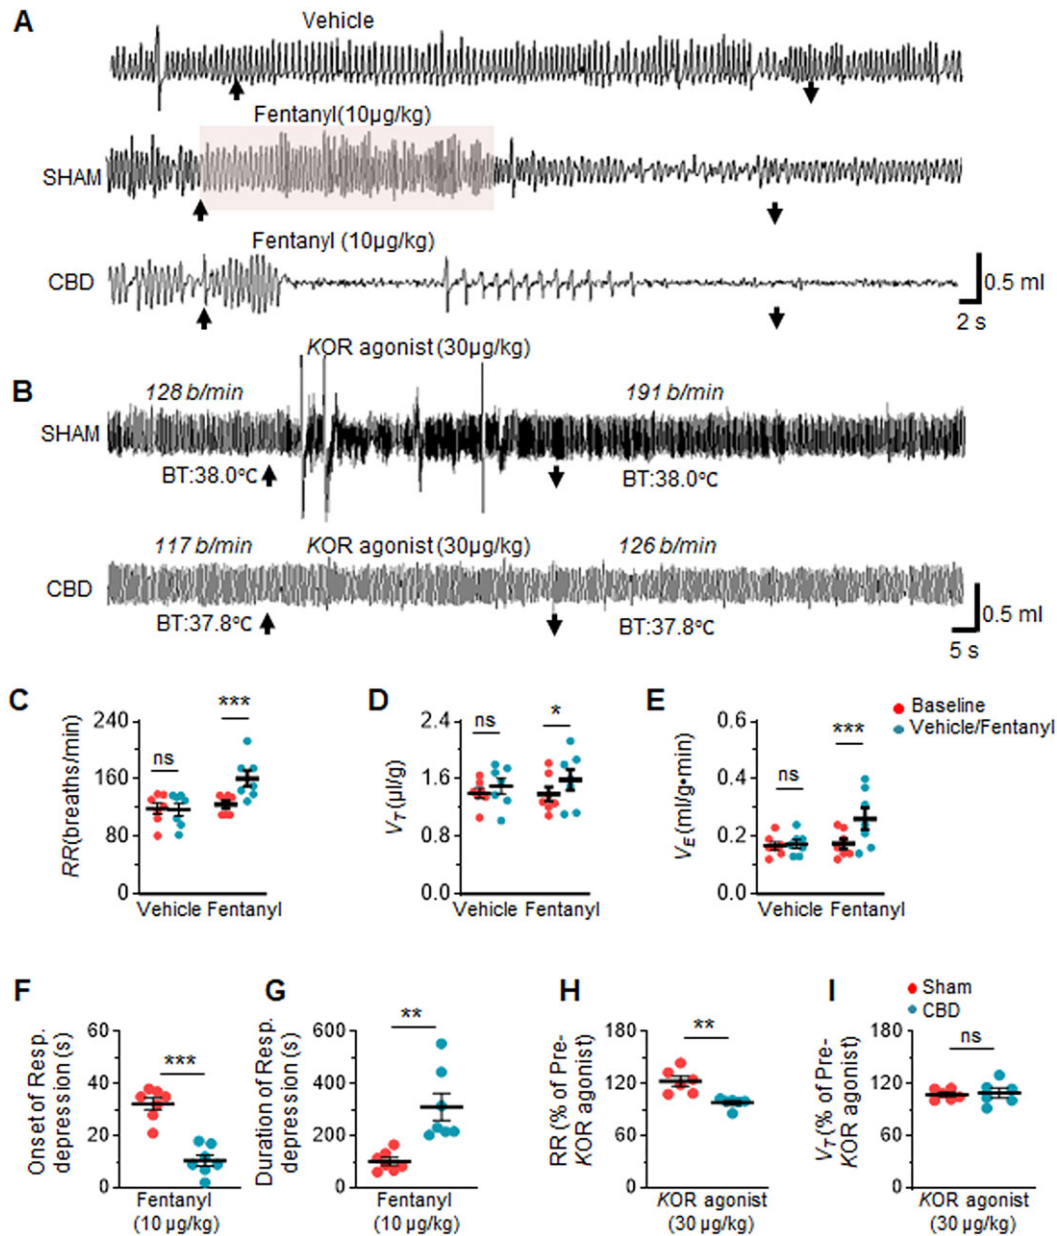 A
Vehicle
Fentanyl(10µg/kg)
SHAM
Fentanyl (10µg/kg)
CBD
0.5 ml
2 s
B
KOR agonist (30µg/kg)
128 b/min
191 b/min
SHAM
BT:38.0°C
BT:38.0°C
117 b/min
KOR agonist (30µg/kg)
126 b/min
CBD
0.5 ml
BT:37.8°C
BT:37.8°C
5 s
C
RR(breaths/min)
240
160
80
0
ns
***
Vehicle Fentanyl
D
VT (µl/g)
2.4
1.6
0.8
0.0
ns
*
Vehicle Fentanyl
E
VE (ml/g•min)
0.6
0.4
0.2
0.0
ns
***
Vehicle Fentanyl
Baseline
Vehicle/Fentanyl
F
Onset of Resp.
depression (s)
60
40
20
0
***
Fentanyl
(10 µg/kg)
G
Duration of Resp.
depression (s)
600
400
200
0
**
Fentanyl
(10 µg/kg)
H
RR (% of Pre-
KOR agonist)
180
120
60
0
**
KOR agonist
(30 µg/kg)
I
VT (% of Pre-
KOR agonist)
180
120
60
0
ns
KOR agonist
(30 µg/kg)
Sham
CBD